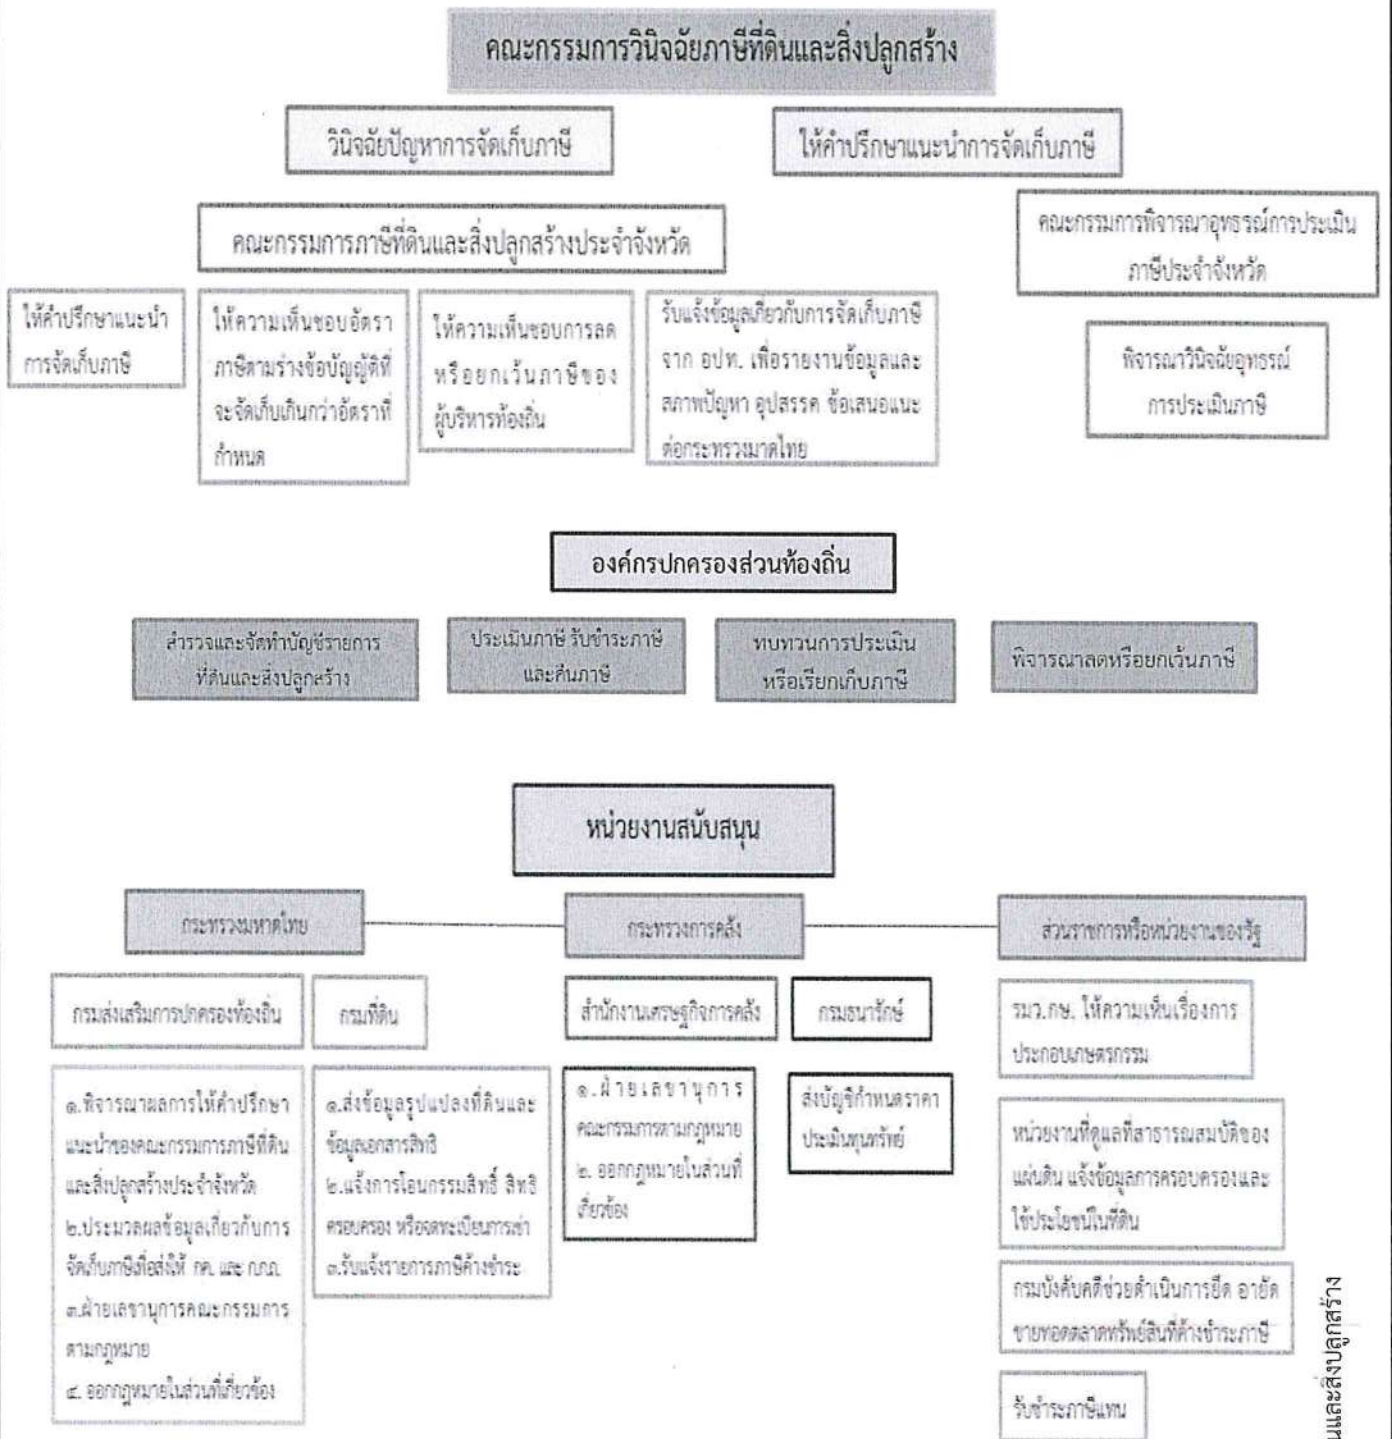 คณะกรรมการวินิจฉัยภาษีที่ดินและสิ่งปลูกสร้าง
วินิจฉัยปัญหาการจัดเก็บภาษี
ให้คำปรึกษาแนะนำการจัดเก็บภาษี
คณะกรรมการภาษีที่ดินและสิ่งปลูกสร้างประจำจังหวัด
คณะกรรมการพิจารณาอุทธรณ์การประเมิน
ภาษีประจำจังหวัด
ให้คำปรึกษาแนะนำ
การจัดเก็บภาษี
ให้ความเห็นชอบอัตรา
ภาษีตามร่างข้อบัญญัติที่
จะจัดเก็บเกินกว่าอัตราที่
กำหนด
ให้ความเห็นชอบการลด
หรือยกเว้นภาษีของ
ผู้บริหารท้องถิ่น
รับแจ้งข้อมูลเกี่ยวกับการจัดเก็บภาษี
จาก อปท. เพื่อรายงานข้อมูลและ
สภาพปัญหา อุปสรรค ข้อเสนอแนะ
ต่อกระทรวงมาดไทย
พิจารณาวินิจฉัยอุทธรณ์
การประเมินภาษี
องค์กรปกครองส่วนท้องถิ่น
สำรวจและจัดทำบัญชีรายการ
ที่ดินและสิ่งปลูกสร้าง
ประเมินภาษี รับชำระภาษี
และคืนภาษี
ทบทวนการประเมิน
หรือเรียกเก็บภาษี
พิจารณาลดหรือยกเว้นภาษี
หน่วยงานสนับสนุน
กระทรวงมหาดไทย
กระทรวงการคลัง
ส่วนราชการหรือหน่วยงานของรัฐ
กรมส่งเสริมการปกครองท้องถิ่น
กรมที่ดิน
สำนักงานเศรษฐกิจการคลัง
กรมธนารักษ์
รมว.กษ. ให้ความเห็นเรื่องการ
ประกอบเกษตรกรรม
๑.พิจารณาผลการให้คำปรึกษา
แนะนำของคณะกรรมการภาษีที่ดิน
และสิ่งปลูกสร้างประจำจังหวัด
๒.ประมวลผลข้อมูลเกี่ยวกับการ
จัดเก็บภาษีเพื่อส่งให้ กค. และ ก.ก.ถ.
๓.ฝ่ายเลขานุการคณะกรรมการ
ตามกฎหมาย
๔. ออกกฎหมายในส่วนที่เกี่ยวข้อง
๑.ส่งข้อมูลรูปแปลงที่ดินและ
ข้อมูลเอกสารสิทธิ
๒.แจ้งการโอนกรรมสิทธิ์ สิทธิ
ครอบครอง หรือจดทะเบียนการเช่า
๓.รับแจ้งรายการภาษีค้างชำระ
๑.ฝ่ายเลขานุการ
คณะกรรมการตามกฎหมาย
๒. ออกกฎหมายในส่วนที่
เกี่ยวข้อง
ส่งบัญชีกำหนดราคา
ประเมินทุนทรัพย์
หน่วยงานที่ดูแลที่สาธารณสมบัติของ
แผ่นดิน แจ้งข้อมูลการครอบครองและ
ใช้ประโยชน์ในที่ดิน
กรมบังคับคดีช่วยดำเนินการยึด อายัด
ขายทอดตลาดทรัพย์สินที่ค้างชำระภาษี
รับชำระภาษีแทน
นและสิ่งปลูกสร้าง